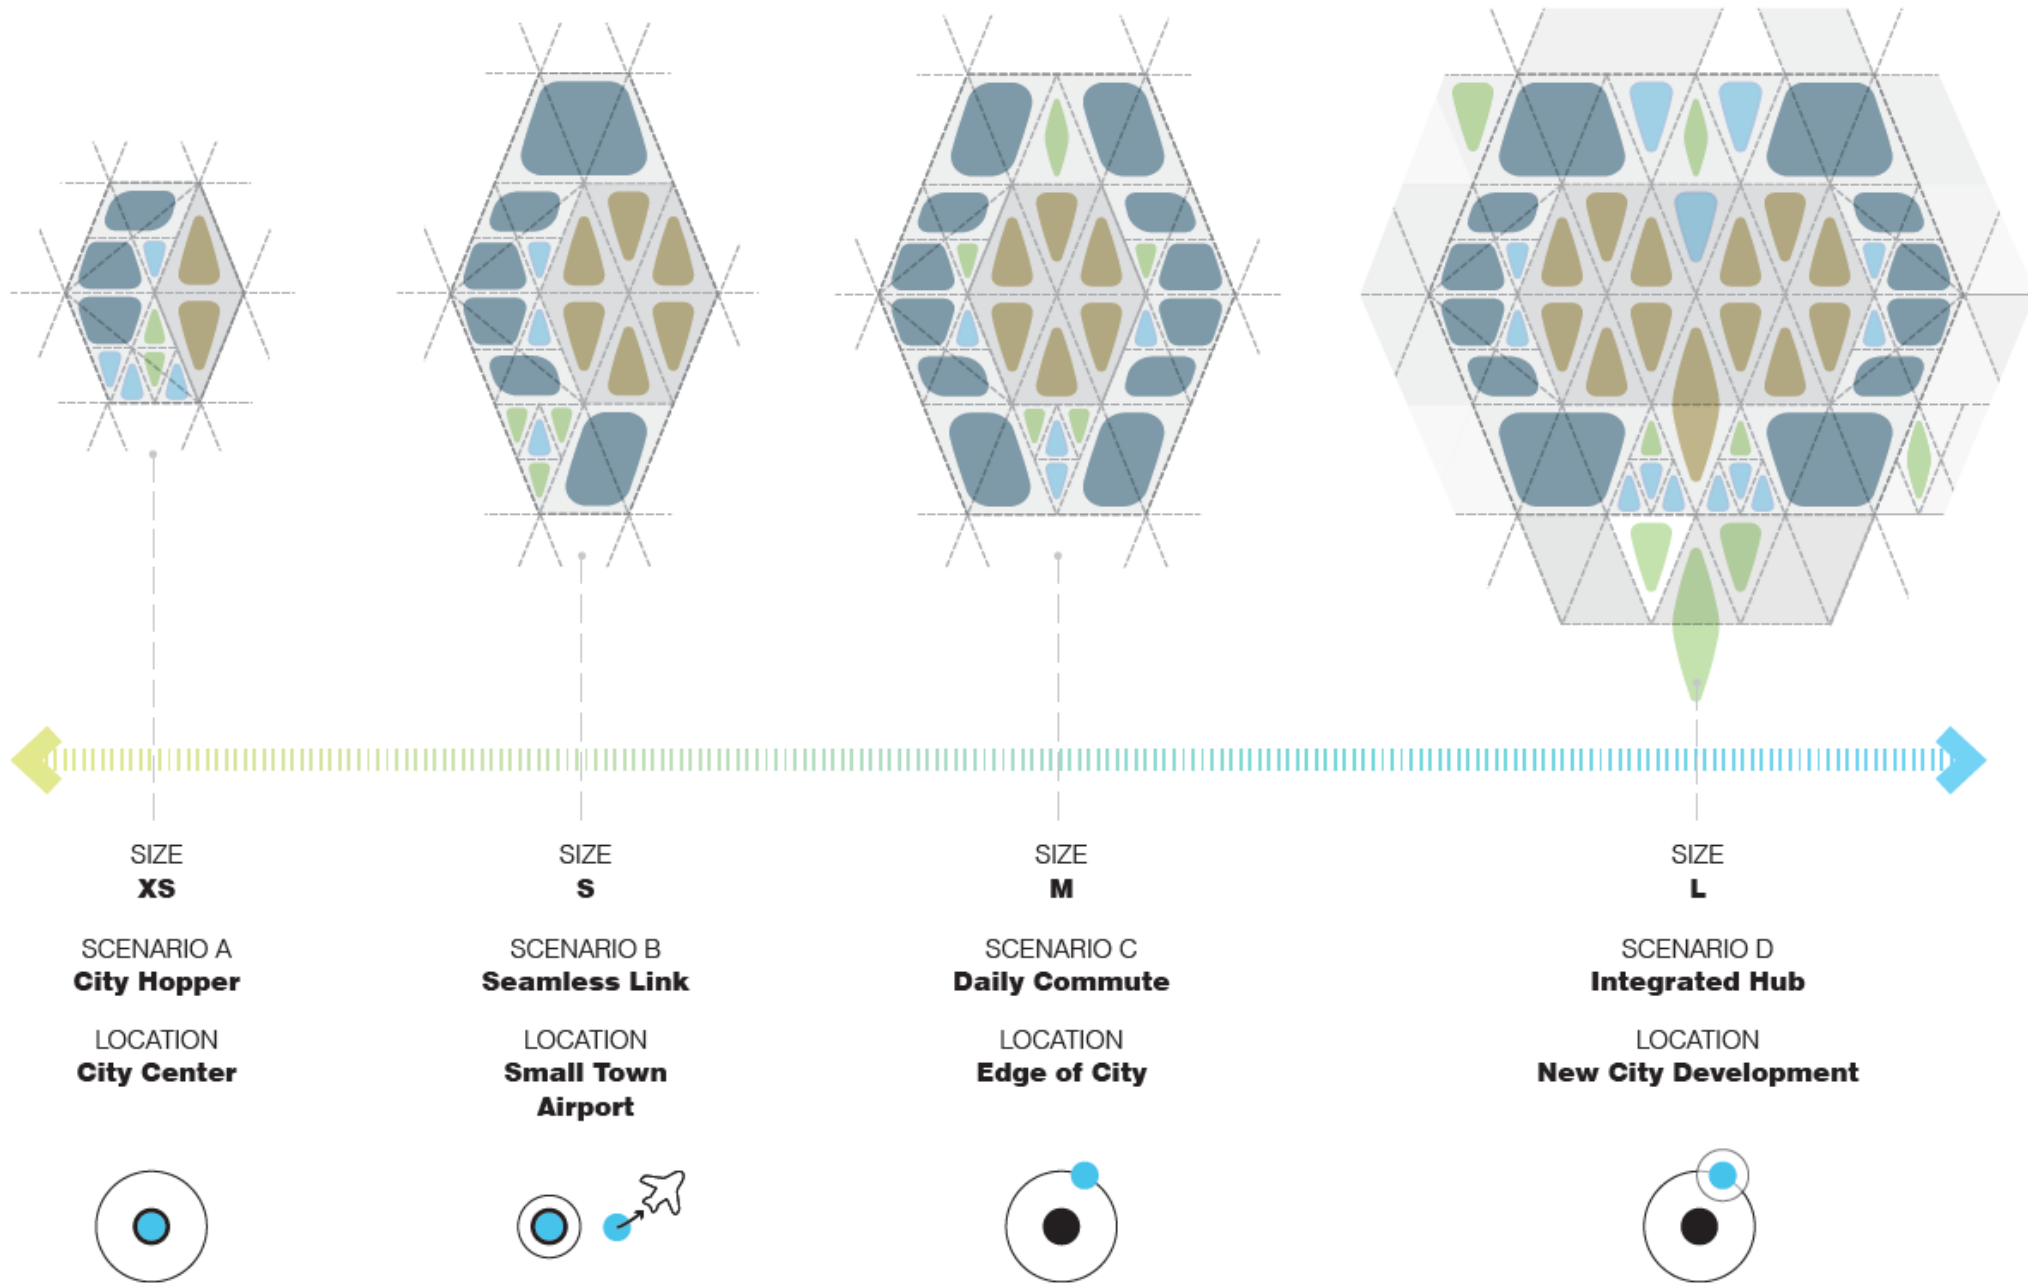 SIZE
XS
SCENARIO A
City Hopper
LOCATION
City Center
SIZE
S
SCENARIO B
Seamless Link
LOCATION
Small Town
Airport
SIZE
M
SCENARIO C
Daily Commute
LOCATION
Edge of City
SIZE
L
SCENARIO D
Integrated Hub
LOCATION
New City Development